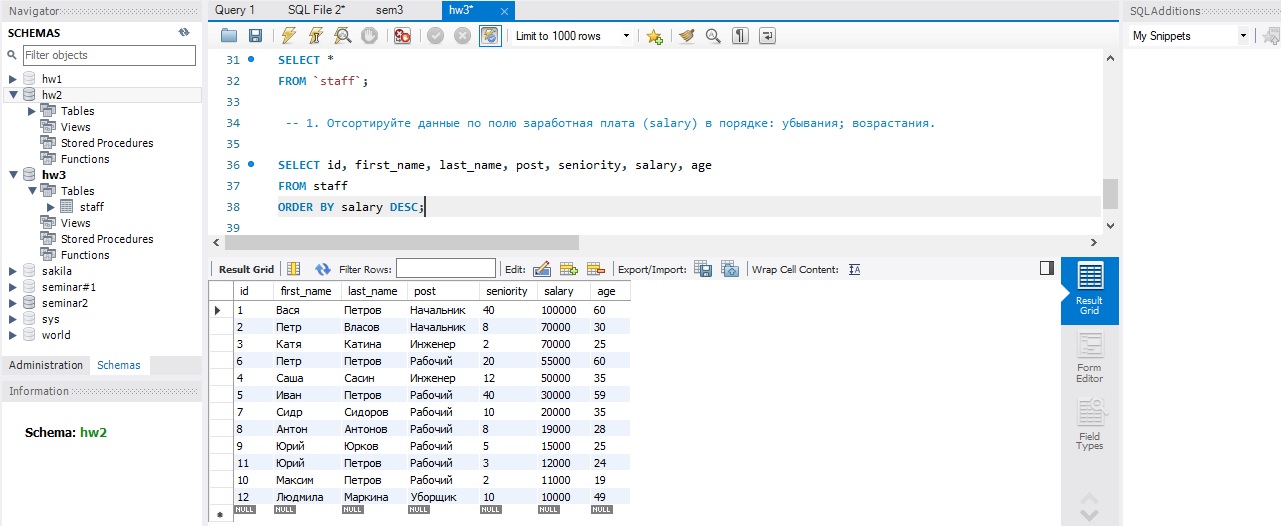 Navigator
Query 1 SQL File 2* sem3 hw3*
SQLAdditions
SCHEMAS
Limit to 1000 rows
My Snippets
Filter objects
hw1
hw2
Tables
Views
Stored Procedures
Functions
hw3
Tables
staff
Views
Stored Procedures
Functions
sakila
seminar#1
seminar2
sys
world
Administration Schemas
Information
Schema: hw2
31 SELECT *
32 FROM `staff`;
33
34 -- 1. Отсортируйте данные по полю заработная плата (salary) в порядке: убывания; возрастания.
35
36 SELECT id, first_name, last_name, post, seniority, salary, age
37 FROM staff
38 ORDER BY salary DESC;
39
Result Grid Filter Rows: Edit: Export/Import: Wrap Cell Content: IA
id first_name last_name post seniority salary age
1 Вася Петров Начальник 40 100000 60
2 Петр Власов Начальник 8 70000 30
3 Катя Катина Инженер 2 70000 25
6 Петр Петров Рабочий 20 55000 60
4 Саша Сасин Инженер 12 50000 35
5 Иван Петров Рабочий 40 30000 59
7 Сидр Сидоров Рабочий 10 20000 35
8 Антон Антонов Рабочий 8 19000 28
9 Юрий Юрков Рабочий 5 15000 25
11 Юрий Петров Рабочий 3 12000 24
10 Максим Петров Рабочий 2 11000 19
12 Людмила Маркина Уборщик 10 10000 49
NULL NULL NULL NULL NULL NULL NULL
Result
Grid
Form
Editor
Field
Types